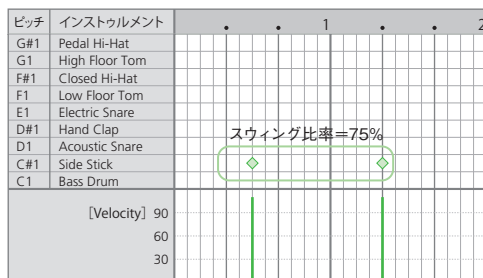 ピッチ インストゥルメント 1 2
G#1 Pedal Hi-Hat
G1 High Floor Tom
F#1 Closed Hi-Hat
F1 Low Floor Tom
E1 Electric Snare
D#1 Hand Clap
スウィング比率＝75%
D1 Acoustic Snare
C#1 Side Stick
C1 Bass Drum
［Velocity］ 90
60
30